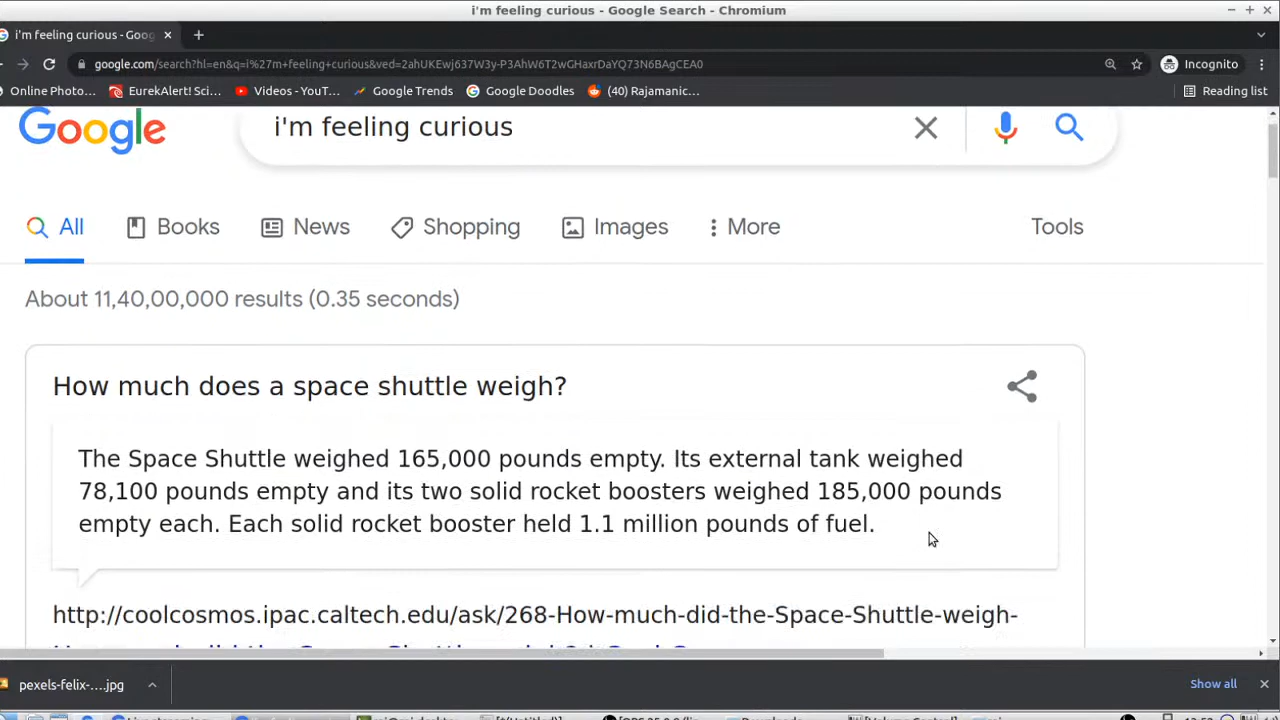 i'm feeling curious - Google Search - Chromium
i'm feeling curious - Goog
google.com/search?hl=en&q=i%27m+feeling+curious&ved=2ahUKEwj637W3y-P3AhW6T2wGHaxrDaYQ73N6BAgCEA0
Incognito
Online Photo... EurekAlert! Sci... Videos - YouT... Google Trends Google Doodles (40) Rajamanic... Reading list
Google i'm feeling curious
All Books News Shopping Images More Tools
About 11,40,00,000 results (0.35 seconds)
How much does a space shuttle weigh?
The Space Shuttle weighed 165,000 pounds empty. Its external tank weighed
78,100 pounds empty and its two solid rocket boosters weighed 185,000 pounds
empty each. Each solid rocket booster held 1.1 million pounds of fuel.
http://coolcosmos.ipac.caltech.edu/ask/268-How-much-did-the-Space-Shuttle-weigh-
pexels-felix-....jpg Show all